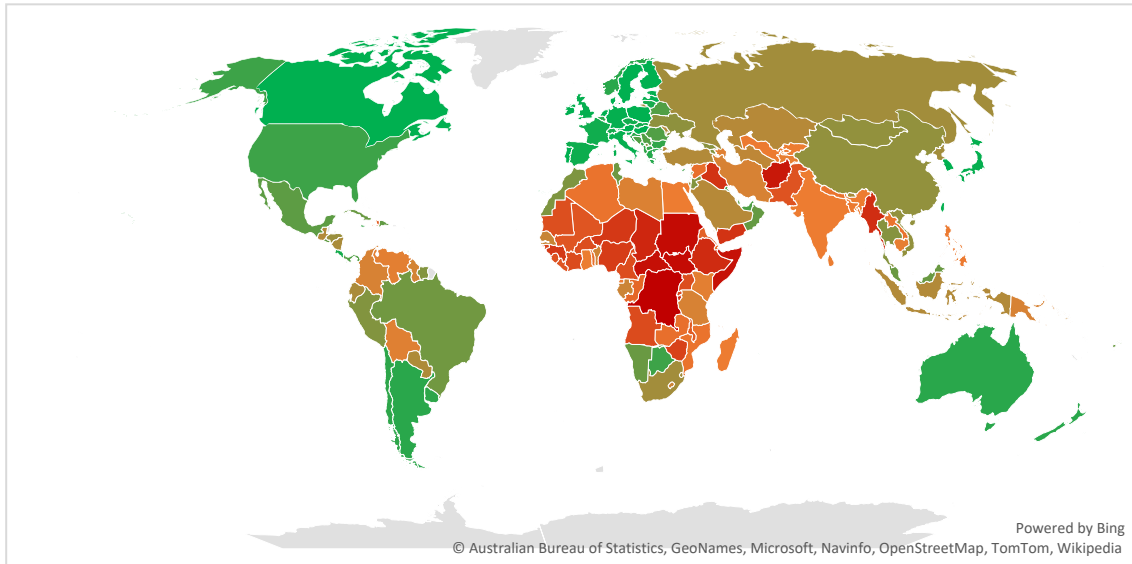 Powered by Bing
© Australian Bureau of Statistics, GeoNames, Microsoft, Navinfo, OpenStreetMap, TomTom, Wikipedia